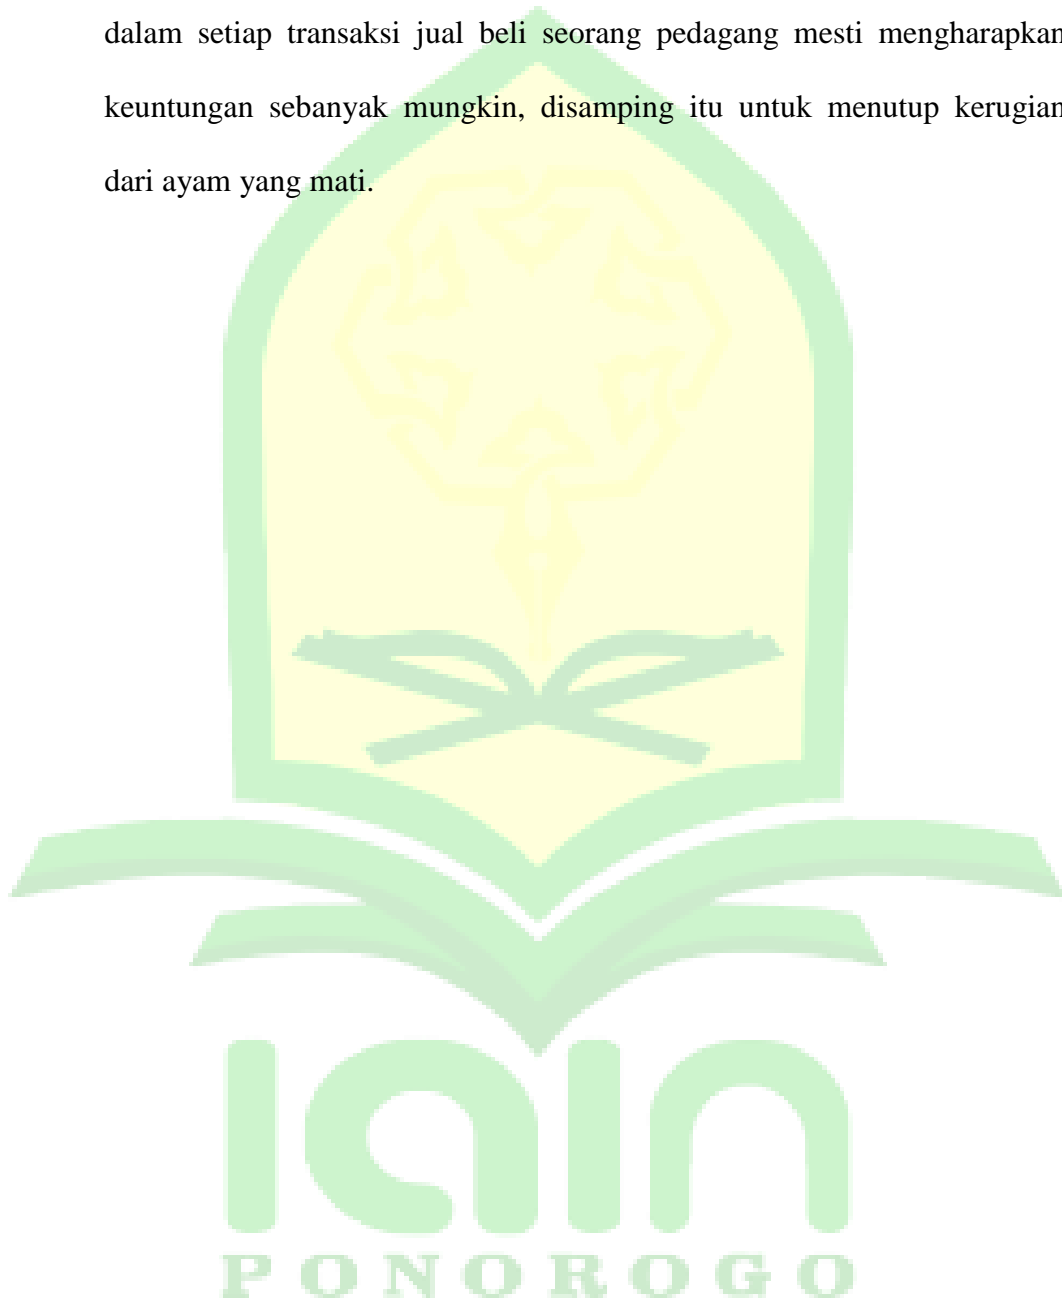 dalam setiap transaksi jual beli seorang pedagang mesti mengharapkan
keuntungan sebanyak mungkin, disamping itu untuk menutup kerugian
dari ayam yang mati.
IAIN
PONOROGO